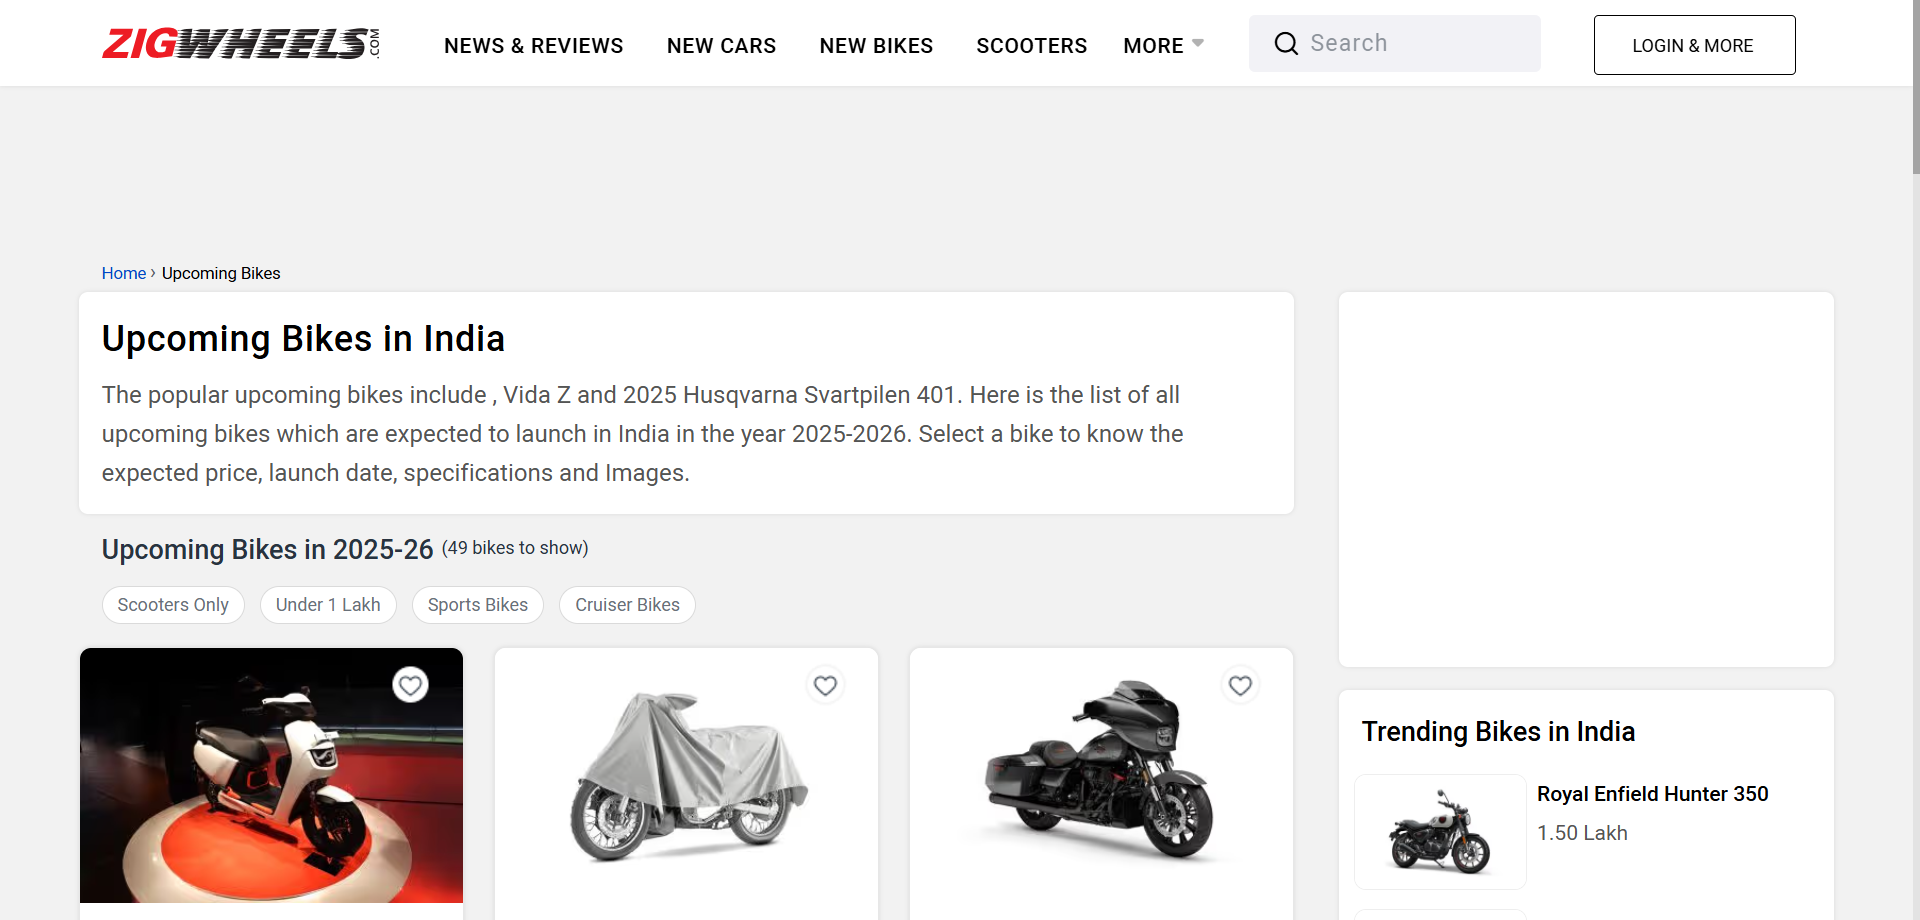 ZIGWHEELS.COM
NEWS & REVIEWS
NEW CARS
NEW BIKES
SCOOTERS
MORE
Search
LOGIN & MORE
Home › Upcoming Bikes
Upcoming Bikes in India
The popular upcoming bikes include , Vida Z and 2025 Husqvarna Svartpilen 401. Here is the list of all
upcoming bikes which are expected to launch in India in the year 2025-2026. Select a bike to know the
expected price, launch date, specifications and Images.
Upcoming Bikes in 2025-26 (49 bikes to show)
Scooters Only
Under 1 Lakh
Sports Bikes
Cruiser Bikes
Trending Bikes in India
Royal Enfield Hunter 350
1.50 Lakh